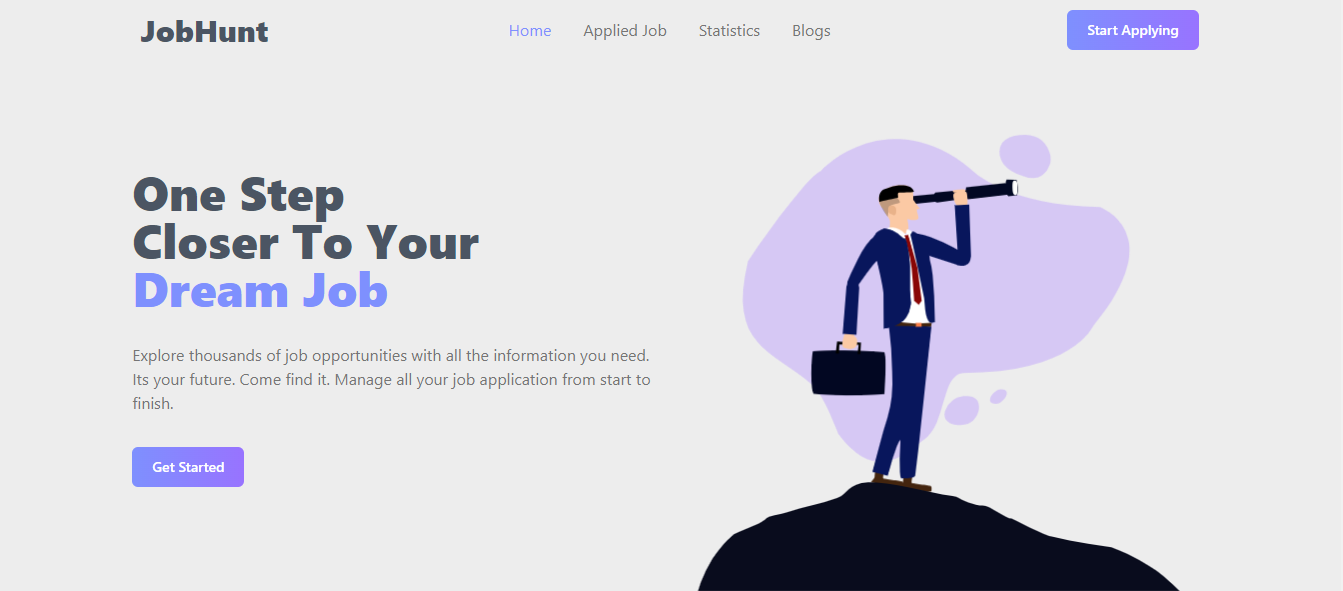 JobHunt
Home
Applied Job
Statistics
Blogs
Start Applying
One Step
Closer To Your
Dream Job
Explore thousands of job opportunities with all the information you need.
Its your future. Come find it. Manage all your job application from start to
finish.
Get Started